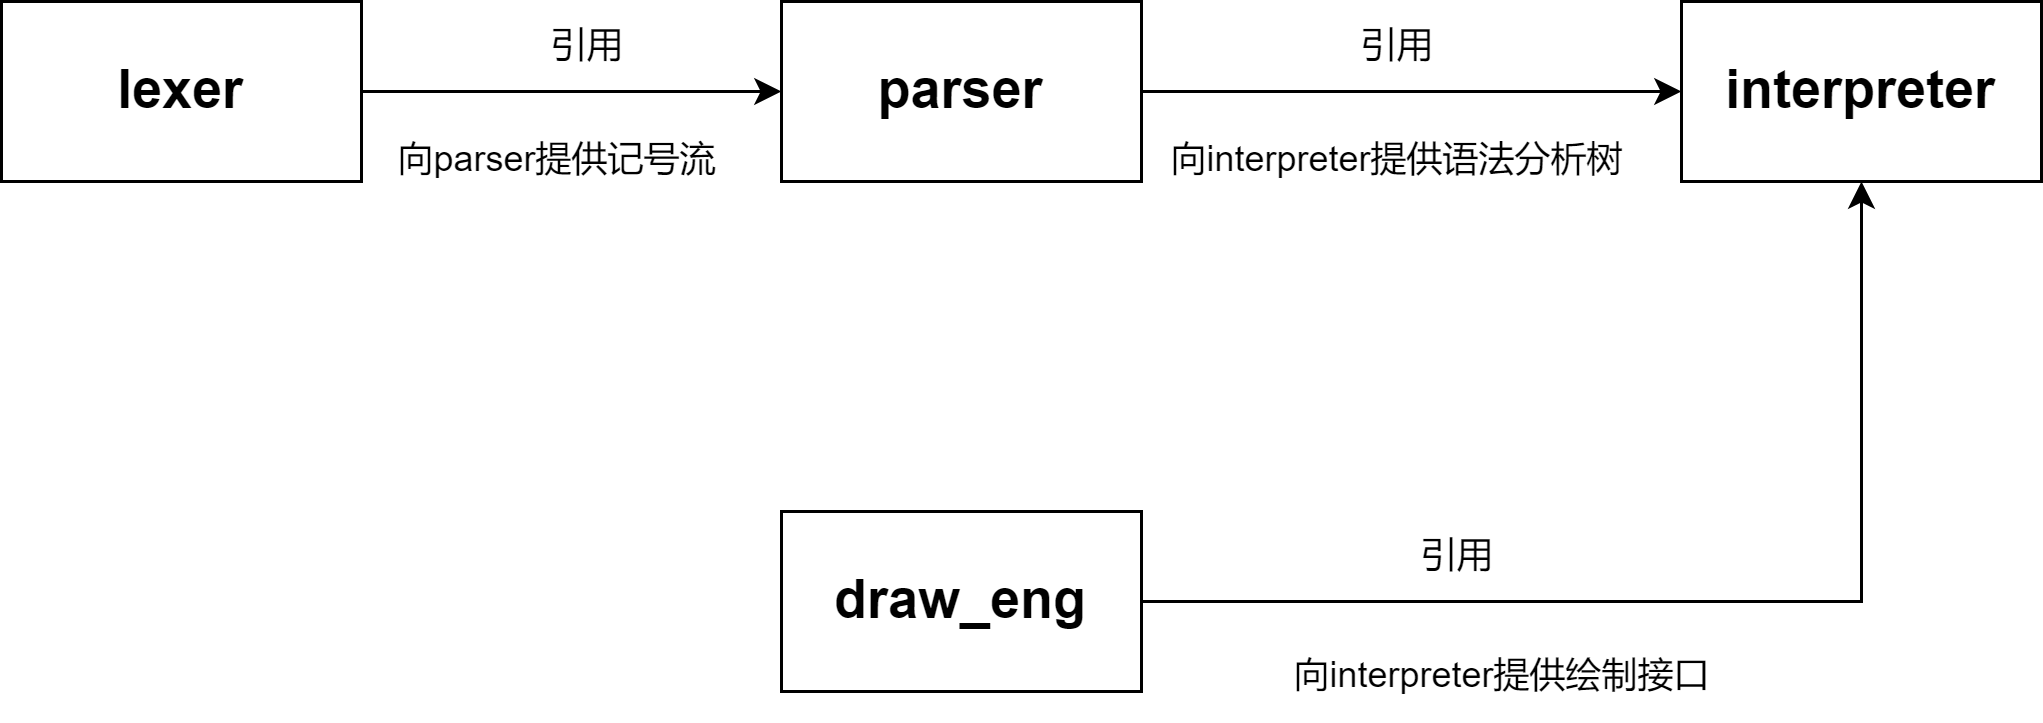 引用
引用
lexer
parser
interpreter
向parser提供记号流
向interpreter提供语法分析树
引用
draw_eng
向interpreter提供绘制接口